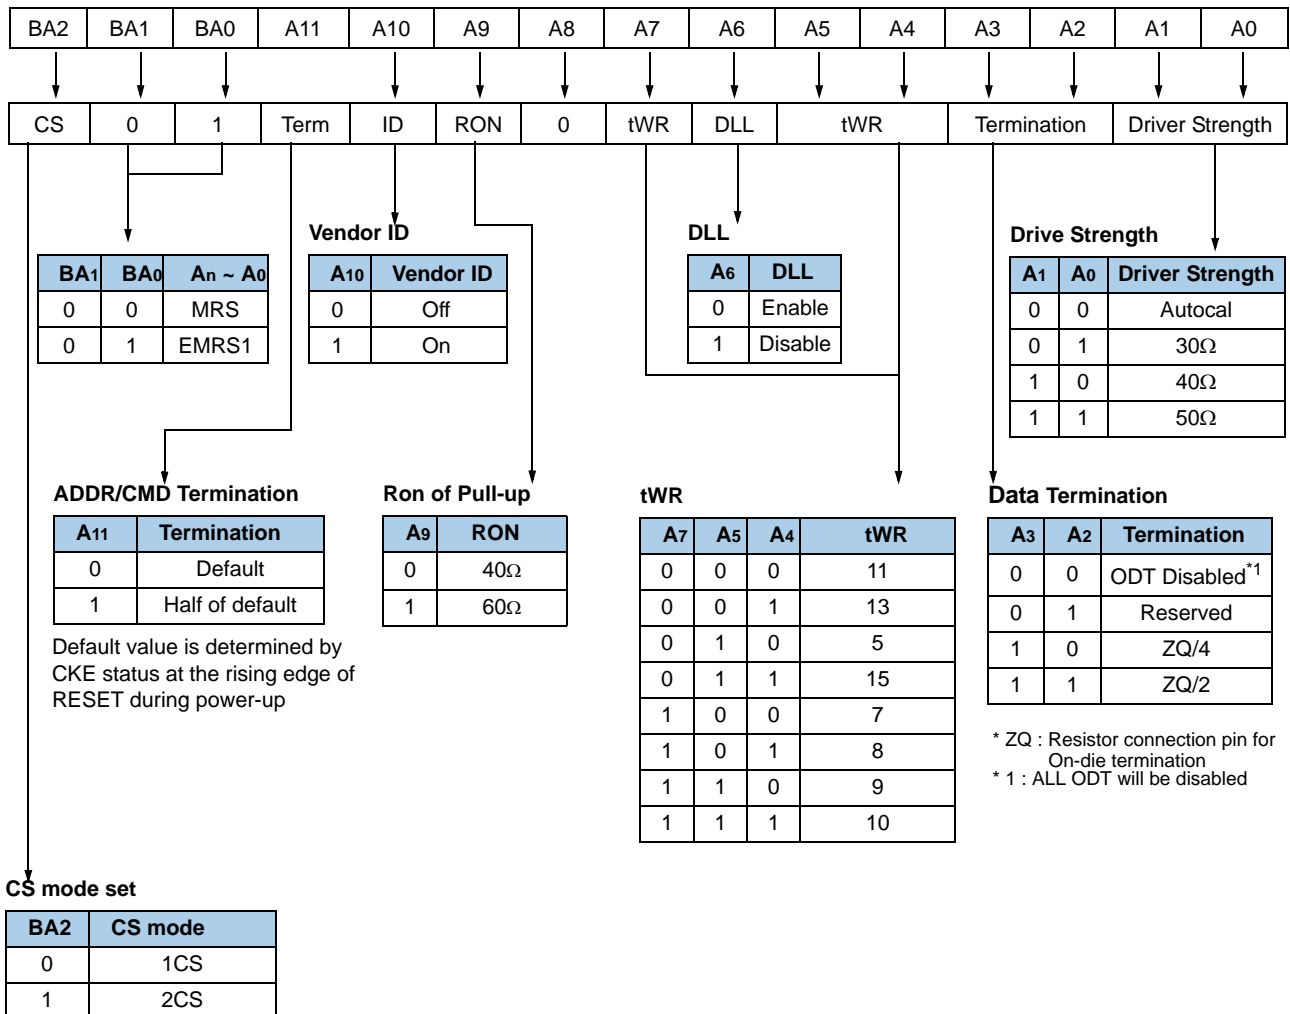 BA2 BA1 BA0 A11 A10 A9 A8 A7 A6 A5 A4 A3 A2 A1 A0
CS 0 1 Term ID RON 0 tWR DLL tWR Termination Driver Strength
BA1 BA0 An ~ A0
0 0 MRS
0 1 EMRS1
Vendor ID
A10 Vendor ID
0 Off
1 On
DLL
A6 DLL
0 Enable
1 Disable
Drive Strength
A1 A0 Driver Strength
0 0 Autocal
0 1 30Ω
1 0 40Ω
1 1 50Ω
ADDR/CMD Termination
A11 Termination
0 Default
1 Half of default
Default value is determined by
CKE status at the rising edge of
RESET during power-up
Ron of Pull-up
A9 RON
0 40Ω
1 60Ω
tWR
A7 A5 A4 tWR
0 0 0 11
0 0 1 13
0 1 0 5
0 1 1 15
1 0 0 7
1 0 1 8
1 1 0 9
1 1 1 10
Data Termination
A3 A2 Termination
0 0 ODT Disabled*1
0 1 Reserved
1 0 ZQ/4
1 1 ZQ/2
* ZQ : Resistor connection pin for
On-die termination
* 1 : ALL ODT will be disabled
CS mode set
BA2 CS mode
0 1CS
1 2CS